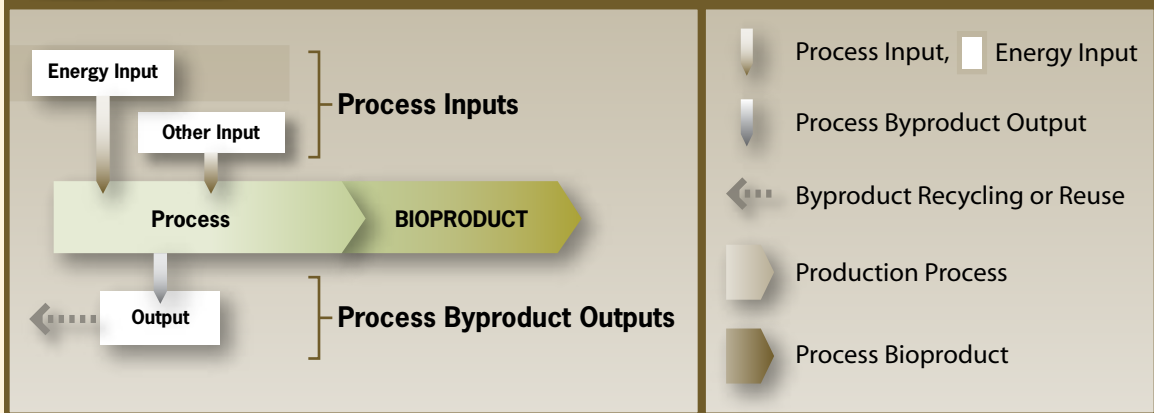 Energy Input
Other Input
Process Inputs
Process
BIOPRODUCT
Output
Process Byproduct Outputs
Process Input, Energy Input
Process Byproduct Output
Byproduct Recycling or Reuse
Production Process
Process Bioproduct